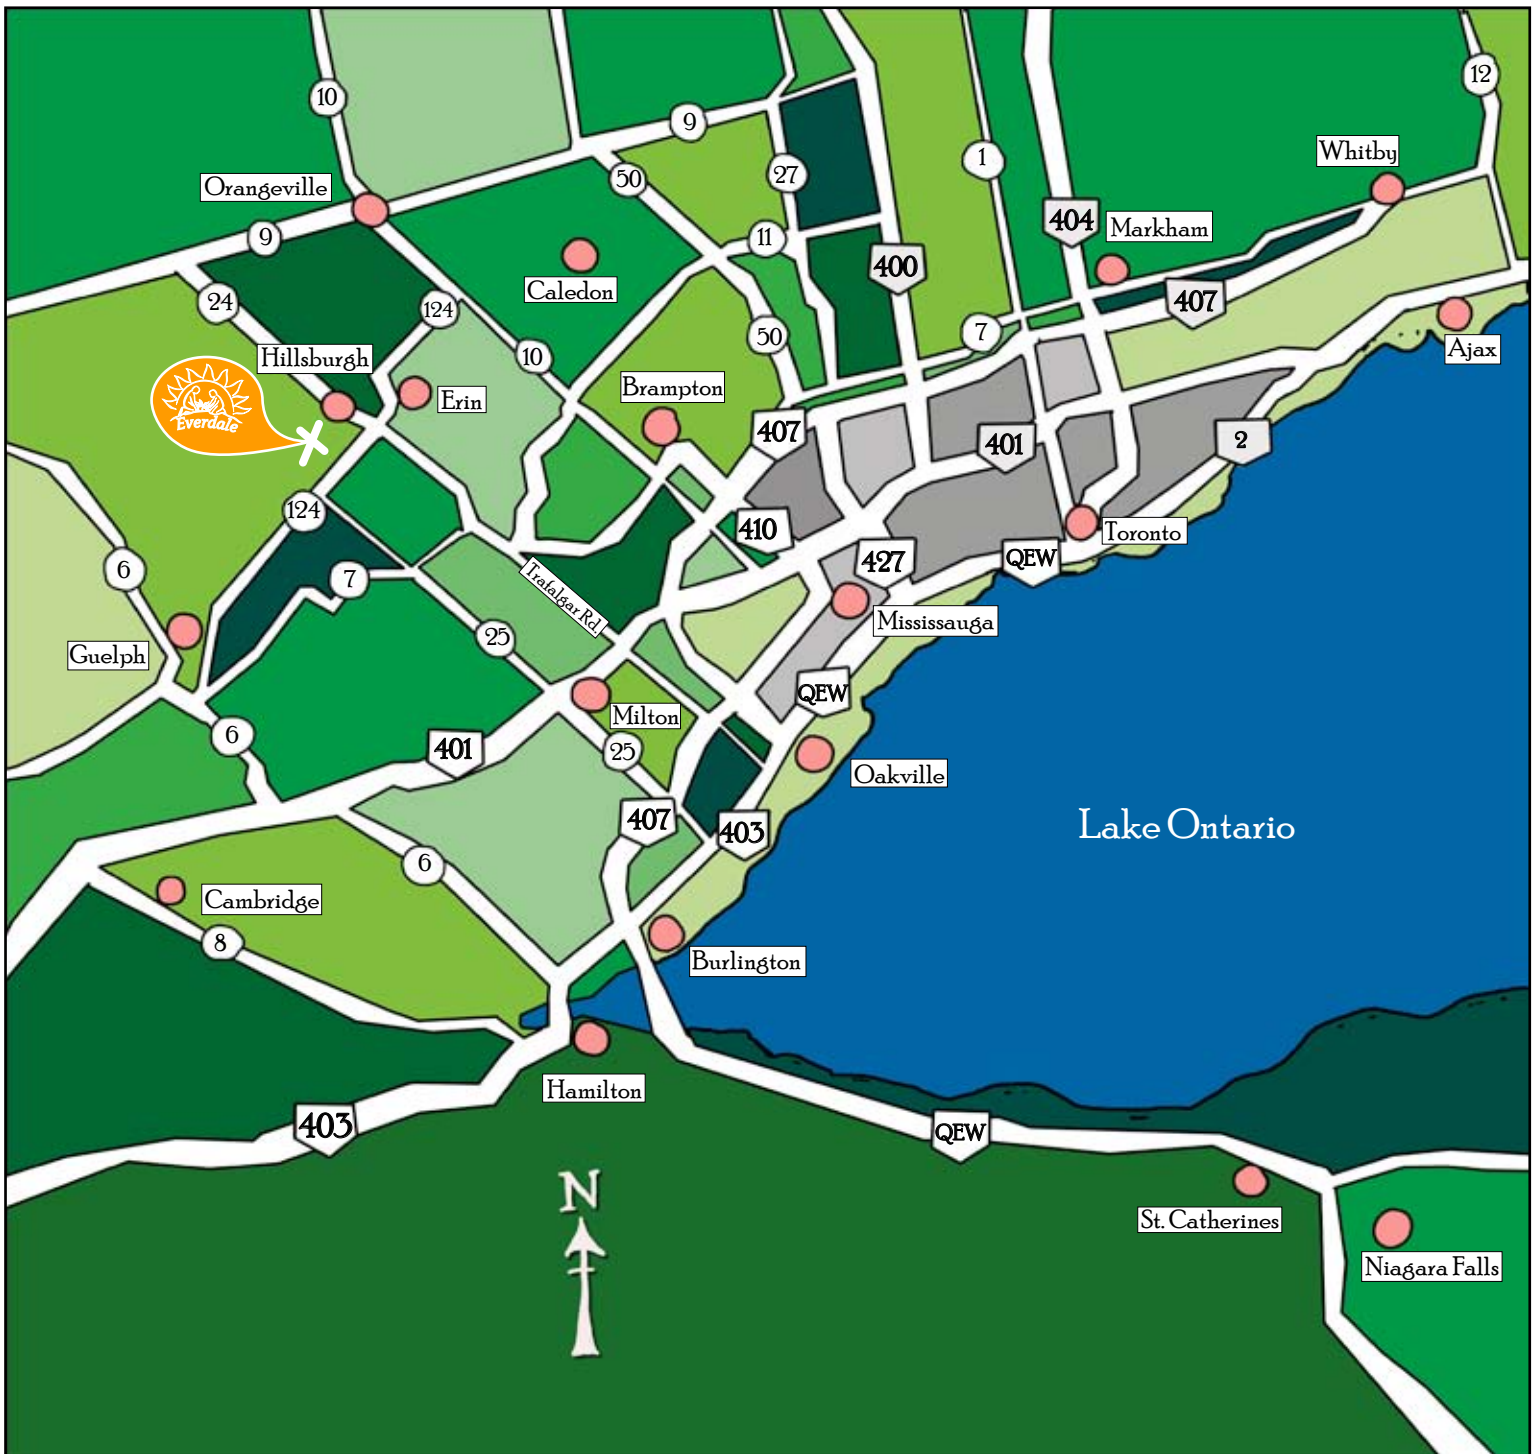 12
10
9
Whitby
1
50
27
Orangeville
404
Markham
9
11
400
Caledon
407
24
124
Ajax
7
50
Hillsburgh
10
Brampton
Erin
Everdale
407
401
2
124
410
Toronto
427
QEW
6
7
Trafalgar Rd.
Mississauga
25
Guelph
QEW
Milton
6
401
25
Oakville
407
403
Lake Ontario
6
Cambridge
8
Burlington
Hamilton
403
QEW
N
St. Catherines
Niagara Falls